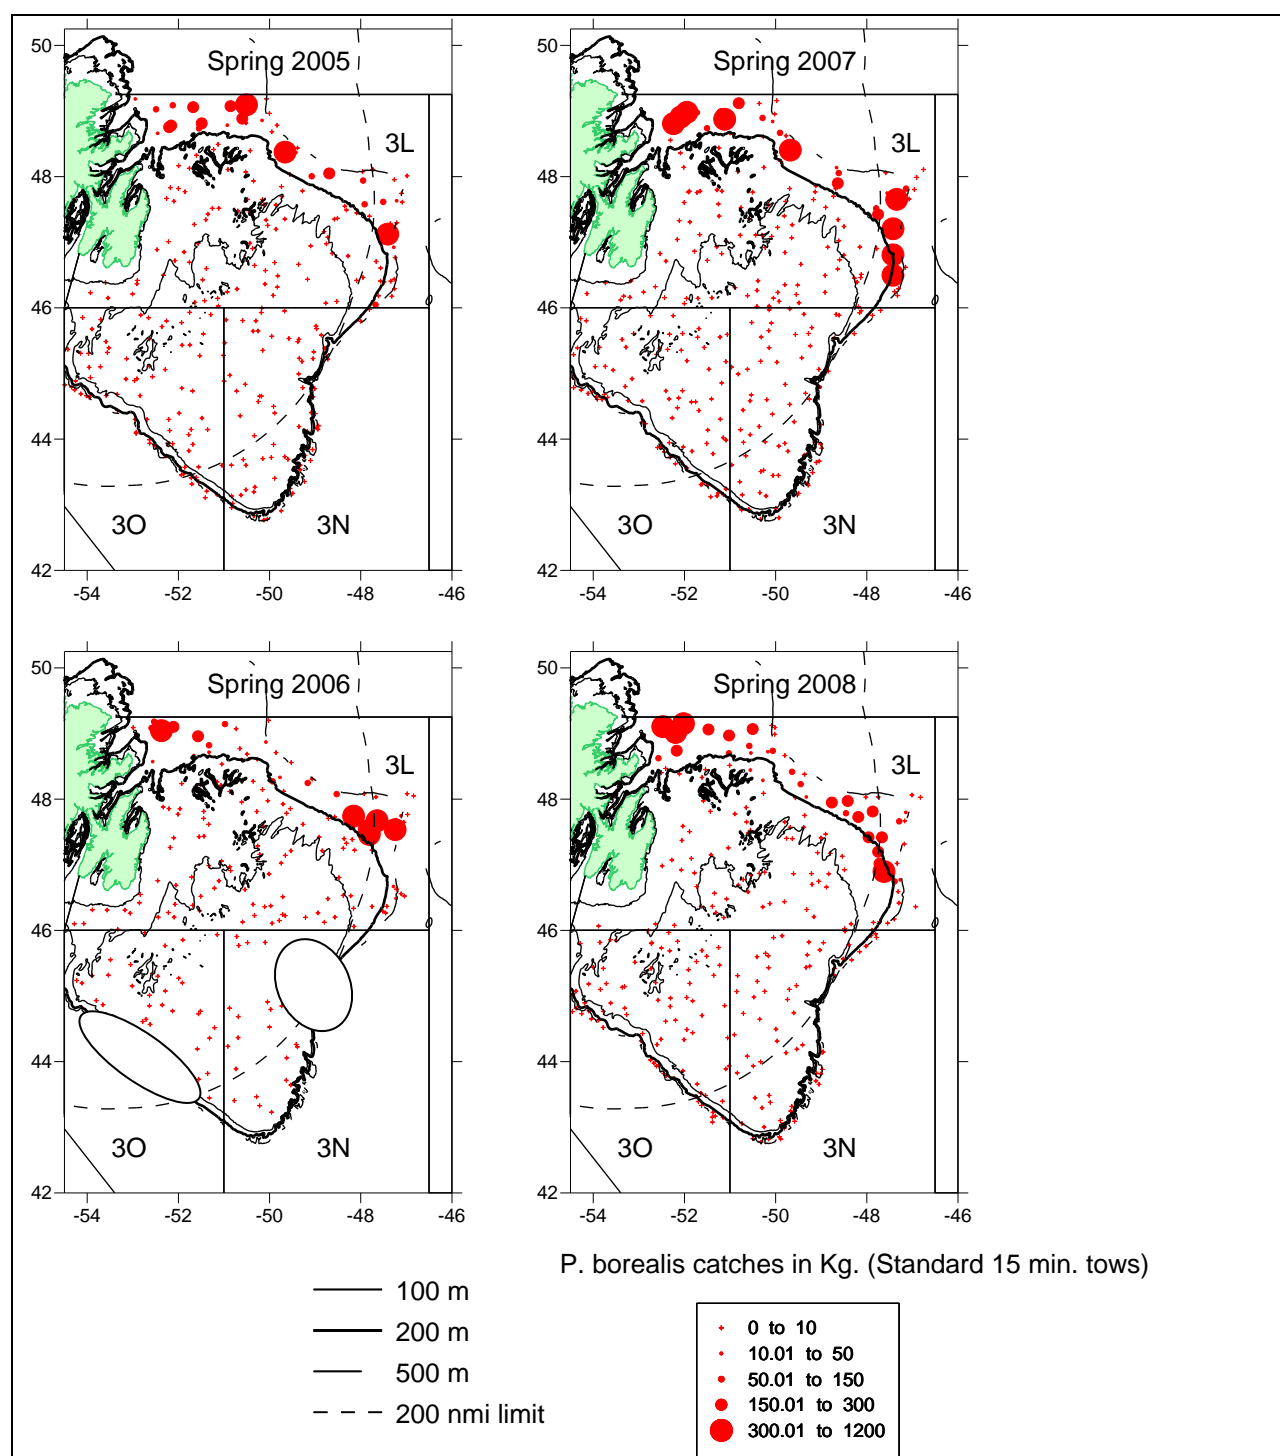 Spring 2005
50
48
46
44
42
3L
3O
3N
-54 -52 -50 -48 -46
Spring 2007
50
48
46
44
42
3L
3O
3N
-54 -52 -50 -48 -46
Spring 2006
50
48
46
44
42
3L
3O
3N
-54 -52 -50 -48 -46
Spring 2008
50
48
46
44
42
3L
3O
3N
-54 -52 -50 -48 -46
P. borealis catches in Kg. (Standard 15 min. tows)
100 m
200 m
500 m
200 nmi limit
0 to 10
10.01 to 50
50.01 to 150
150.01 to 300
300.01 to 1200